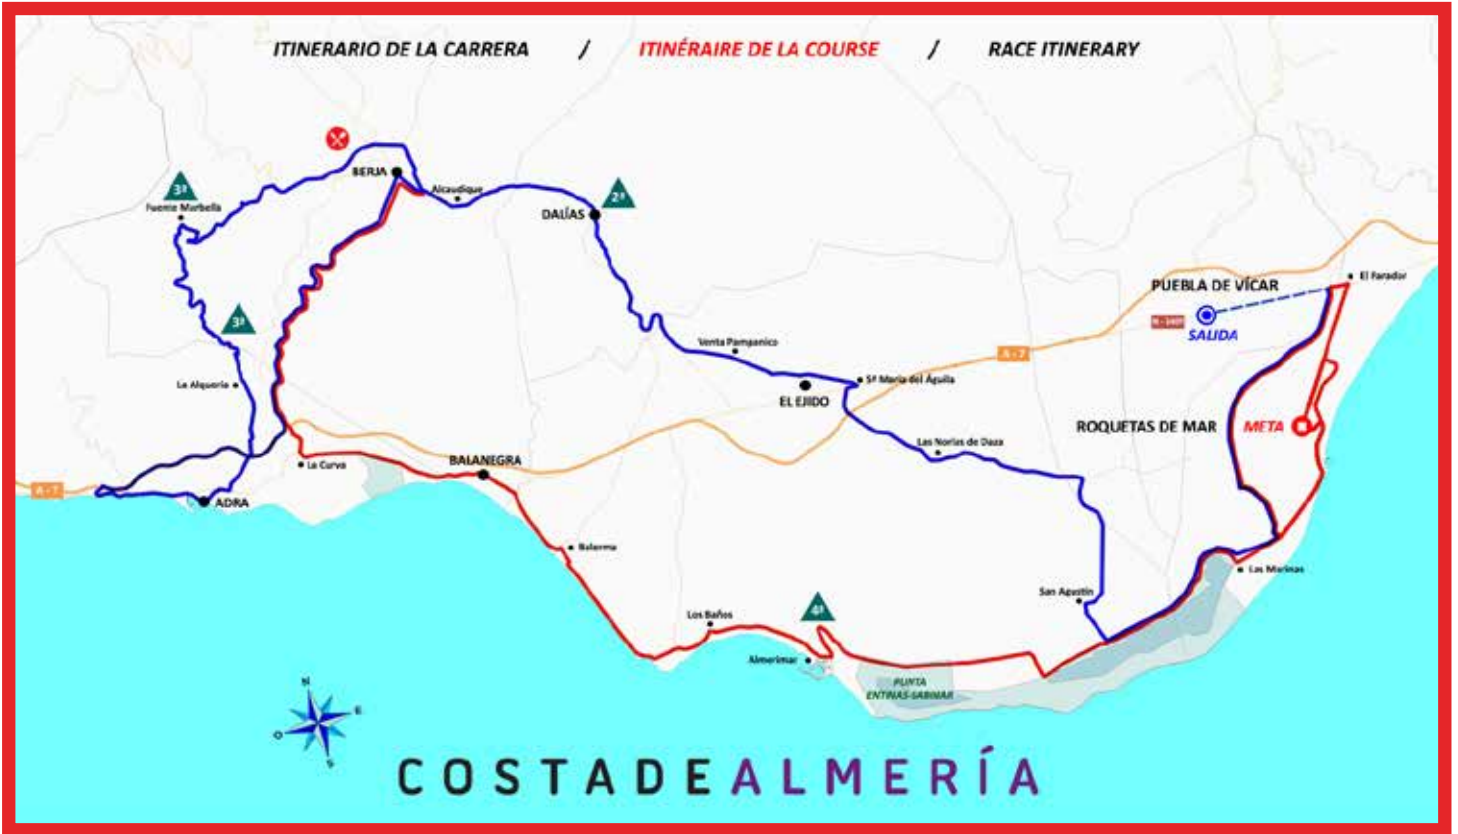 ITINERARIO DE LA CARRERA / ITINÉRAIRE DE LA COURSE / RACE ITINERARY
BERJA
3ª
Fuente Marbella
Alcaudique
2ª
DALÍAS
El Parador
PUEBLA DE VÍCAR
SALIDA
3ª
A - 7
Venta Pampanico
Sª María del Águila
La Alquería
EL EJIDO
ROQUETAS DE MAR
META
Las Norias de Daza
La Curva
BALANEGRA
A - 7
ADRA
Balerma
Las Marinas
San Agustín
4ª
Los Baños
Almerimar
PUNTA
ENTINAS-SABINAR
N
E
O
S
COSTADEALMERÍA